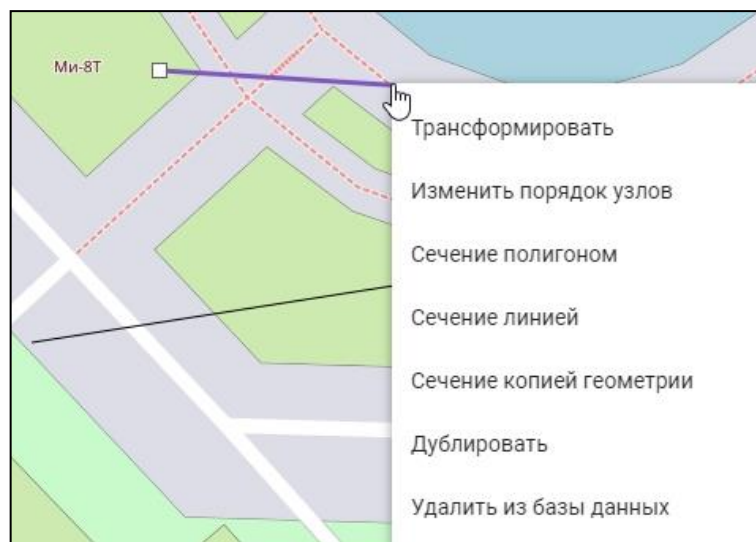 Ми-8Т
Трансформировать
Изменить порядок узлов
Сечение полигоном
Сечение линией
Сечение копией геометрии
Дублировать
Удалить из базы данных